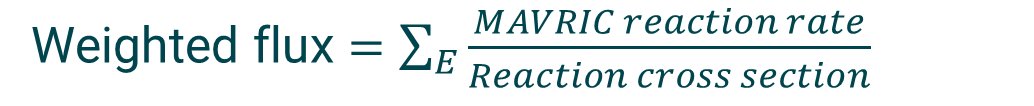 Weighted flux = ∑_E MAVRIC reaction rate / Reaction cross section